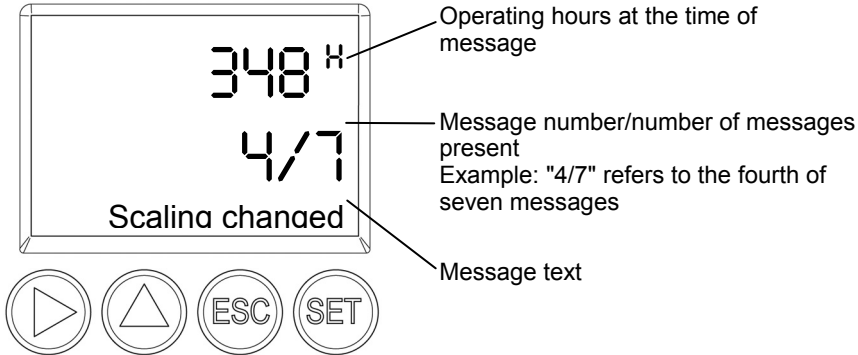 348 H
4/7
Scaling changed
ESC
SET
Operating hours at the time of
message
Message number/number of messages
present
Example: "4/7" refers to the fourth of
seven messages
Message text